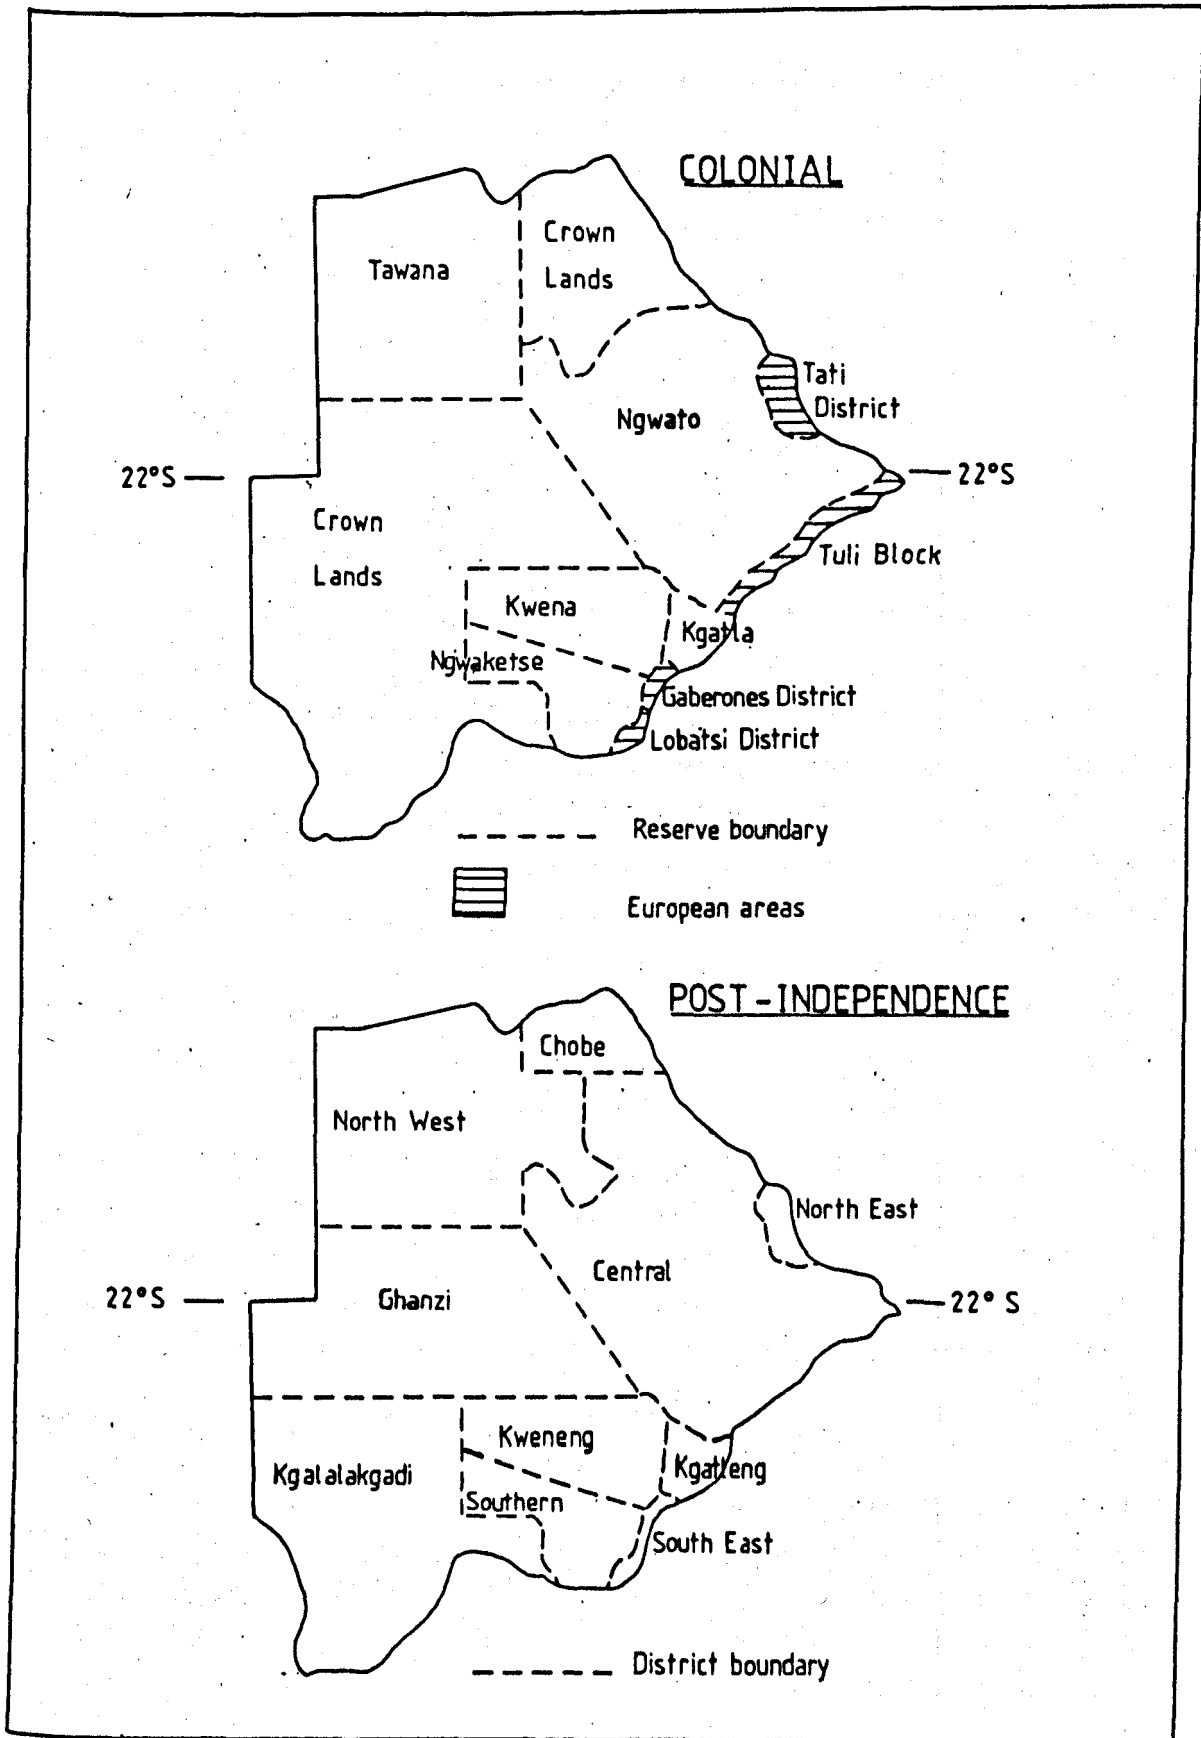 COLONIAL
Crown
Lands
Tawana
Tati
District
Ngwato
22°S
22°S
Crown
Lands
Tuli Block
Kwena
Kgatla
Ngwaketse
Gaberones District
Lobatsi District
Reserve boundary
European areas
POST-INDEPENDENCE
Chobe
North West
North East
Central
Ghanzi
22°S
22° S
Kweneng
Kgatleng
Kgalalakgadi
Southern
South East
District boundary